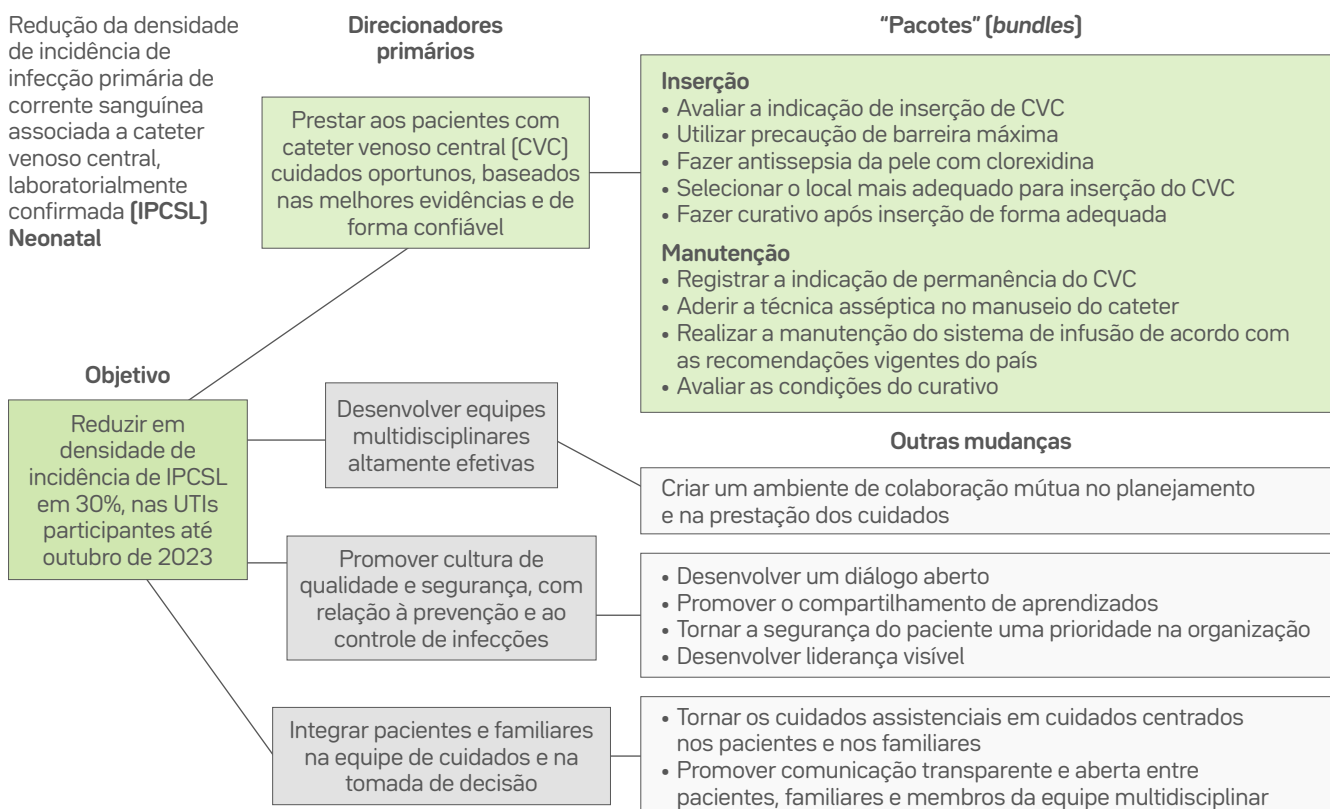 Redução da densidade
de incidência de
infecção primária de
corrente sanguínea
associada a cateter
venoso central,
laboratorialmente
confirmada (IPCSL)
Neonatal
Direcionadores
primários
“Pacotes” (bundles)
Prestar aos pacientes com
cateter venoso central (CVC)
cuidados oportunos, baseados
nas melhores evidências e de
forma confiável
Inserção
• Avaliar a indicação de inserção de CVC
• Utilizar precaução de barreira máxima
• Fazer antissepsia da pele com clorexidina
• Selecionar o local mais adequado para inserção do CVC
• Fazer curativo após inserção de forma adequada
Manutenção
• Registrar a indicação de permanência do CVC
• Aderir a técnica asséptica no manuseio do cateter
• Realizar a manutenção do sistema de infusão de acordo com
as recomendações vigentes do país
• Avaliar as condições do curativo
Objetivo
Reduzir em
densidade de
incidência de IPCSL
em 30%, nas UTIs
participantes até
outubro de 2023
Desenvolver equipes
multidisciplinares
altamente efetivas
Outras mudanças
Criar um ambiente de colaboração mútua no planejamento
e na prestação dos cuidados
Promover cultura de
qualidade e segurança, com
relação à prevenção e ao
controle de infecções
• Desenvolver um diálogo aberto
• Promover o compartilhamento de aprendizados
• Tornar a segurança do paciente uma prioridade na organização
• Desenvolver liderança visível
Integrar pacientes e familiares
na equipe de cuidados e na
tomada de decisão
• Tornar os cuidados assistenciais em cuidados centrados
nos pacientes e nos familiares
• Promover comunicação transparente e aberta entre
pacientes, familiares e membros da equipe multidisciplinar